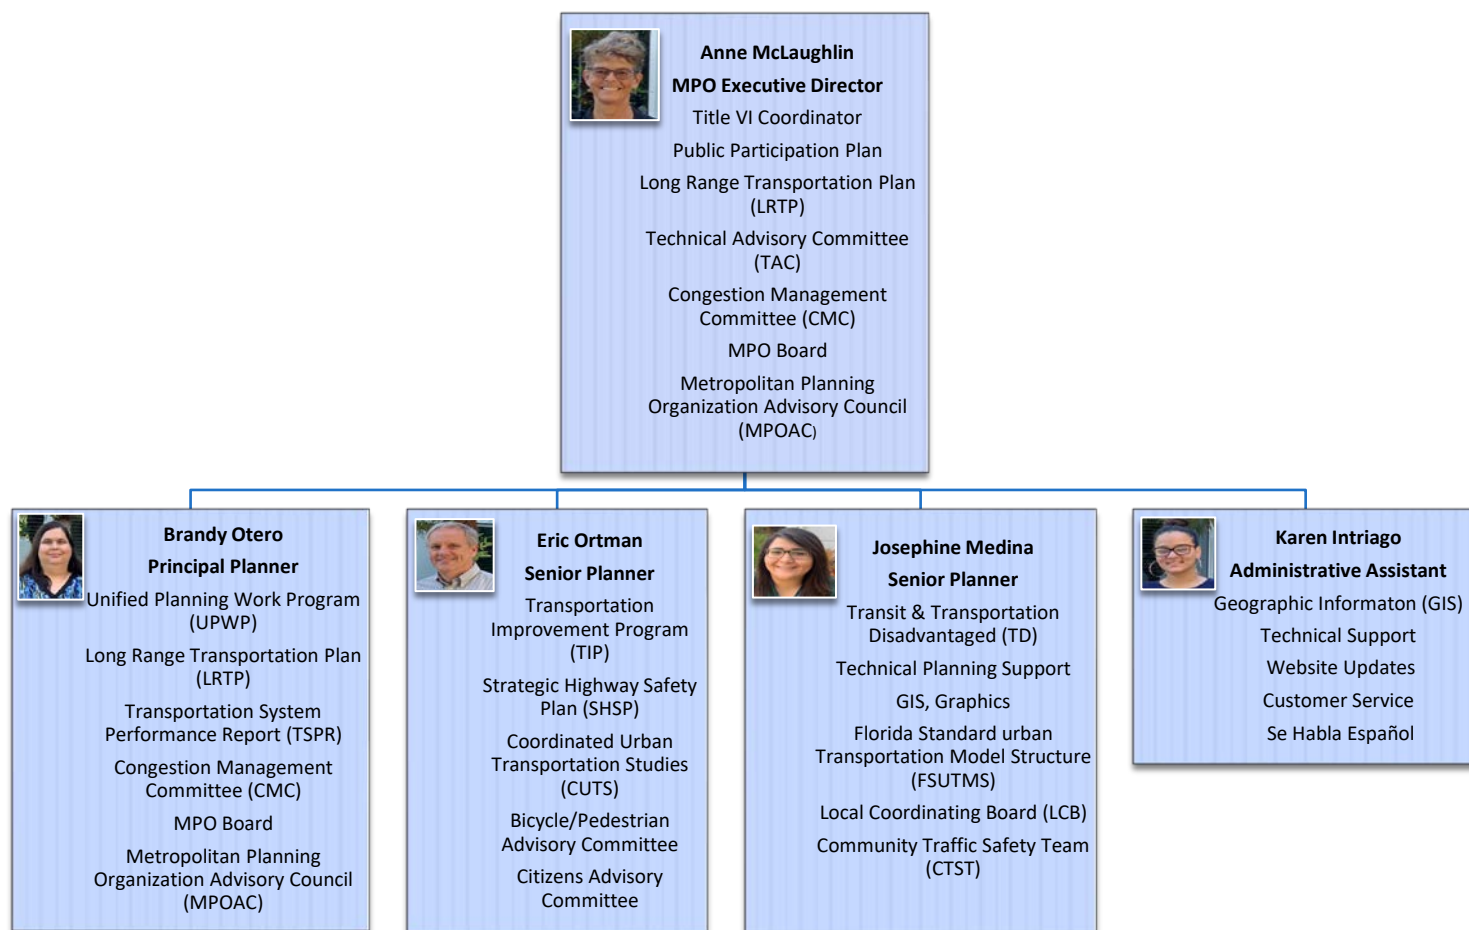 Anne McLaughlin
MPO Executive Director
Title VI Coordinator
Public Participation Plan
Long Range Transportation Plan
(LRTP)
Technical Advisory Committee
(TAC)
Congestion Management
Committee (CMC)
MPO Board
Metropolitan Planning
Organization Advisory Council
(MPOAC)
Brandy Otero
Principal Planner
Unified Planning Work Program
(UPWP)
Long Range Transportation Plan
(LRTP)
Transportation System
Performance Report (TSPR)
Congestion Management
Committee (CMC)
MPO Board
Metropolitan Planning
Organization Advisory Council
(MPOAC)
Eric Ortman
Senior Planner
Transportation
Improvement Program
(TIP)
Strategic Highway Safety
Plan (SHSP)
Coordinated Urban
Transportation Studies
(CUTS)
Bicycle/Pedestrian
Advisory Committee
Citizens Advisory
Committee
Josephine Medina
Senior Planner
Transit & Transportation
Disadvantaged (TD)
Technical Planning Support
GIS, Graphics
Florida Standard urban
Transportation Model Structure
(FSUTMS)
Local Coordinating Board (LCB)
Community Traffic Safety Team
(CTST)
Karen Intriago
Administrative Assistant
Geographic Informaton (GIS)
Technical Support
Website Updates
Customer Service
Se Habla Español